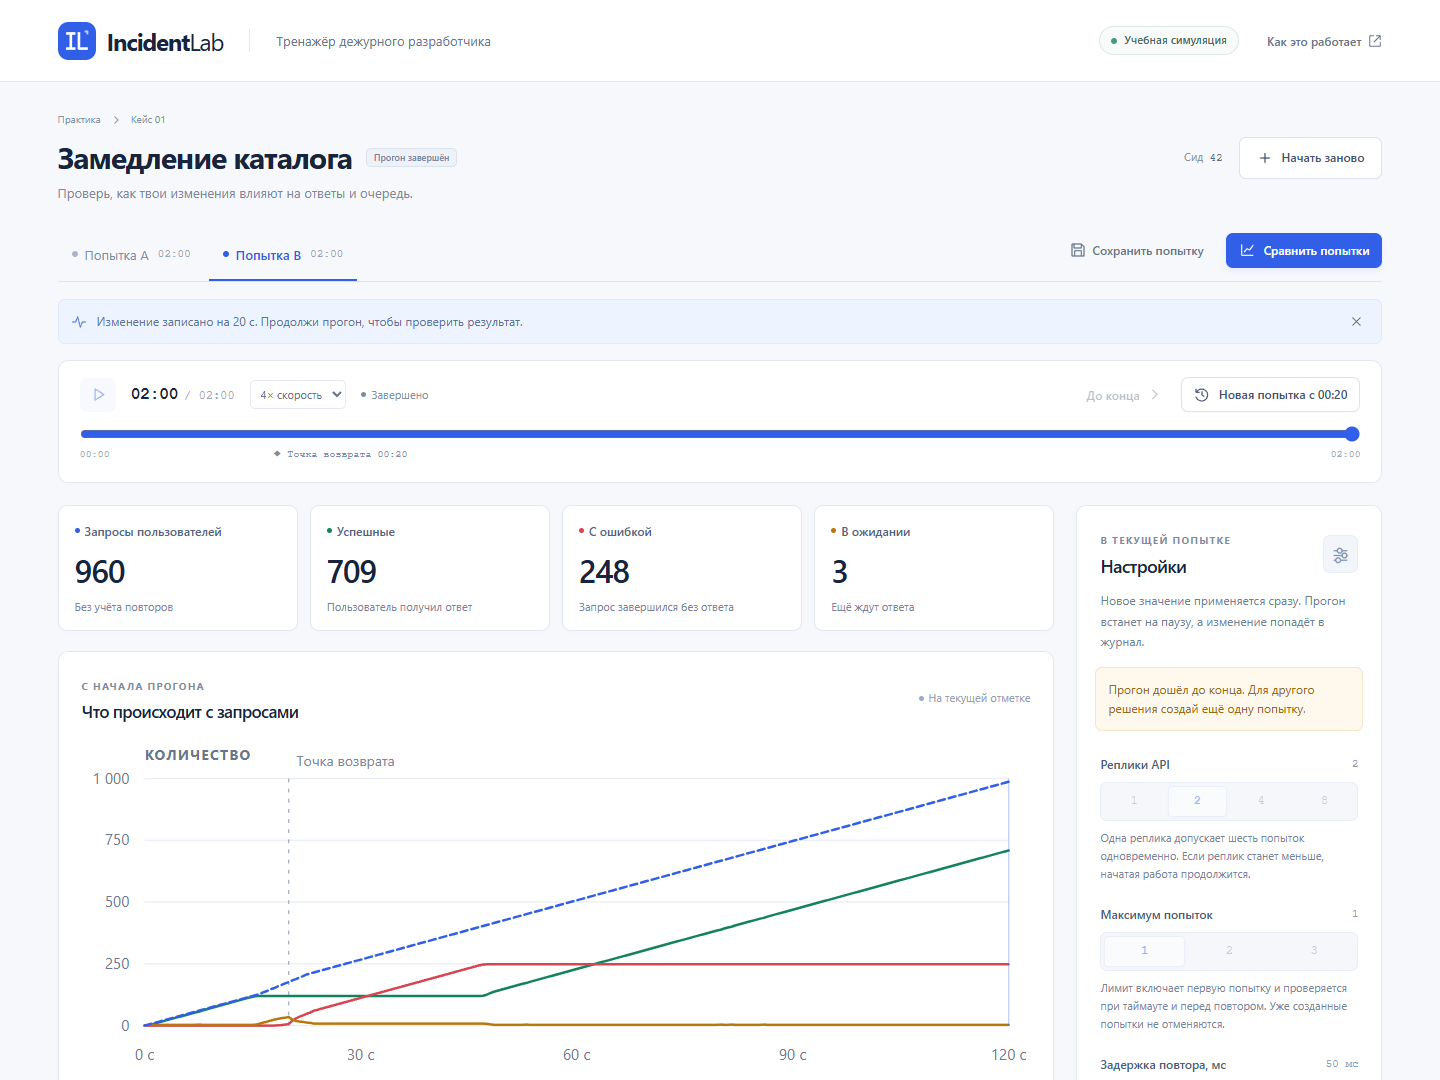 IL IncidentLab
Тренажёр дежурного разработчика
Учебная симуляция
Как это работает
Практика
Кейс 01
Замедление каталога
Прогон завершён
Сид 42
Начать заново
Проверь, как твои изменения влияют на ответы и очередь.
Попытка A 02:00
Попытка B 02:00
Сохранить попытку
Сравнить попытки
Изменение записано на 20 с. Продолжи прогон, чтобы проверить результат.
02:00 / 02:00
4× скорость
Завершено
До конца
Новая попытка с 00:20
00:00
Точка возврата 00:20
02:00
Запросы пользователей
960
Без учёта повторов
Успешные
709
Пользователь получил ответ
С ошибкой
248
Запрос завершился без ответа
В ожидании
3
Ещё ждут ответа
С НАЧАЛА ПРОГОНА
Что происходит с запросами
На текущей отметке
КОЛИЧЕСТВО
Точка возврата
1 000
750
500
250
0
0 с
30 с
60 с
90 с
120 с
В ТЕКУЩЕЙ ПОПЫТКЕ
Настройки
Новое значение применяется сразу. Прогон
встанет на паузу, а изменение попадёт в
журнал.
Прогон дошёл до конца. Для другого
решения создай ещё одну попытку.
Реплики API 2
1 2 4 8
Одна реплика допускает шесть попыток
одновременно. Если реплик станет меньше,
начатая работа продолжится.
Максимум попыток 1
1 2 3
Лимит включает первую попытку и проверяется
при таймауте и перед повтором. Уже созданные
попытки не отменяются.
Задержка повтора, мс 50 мс